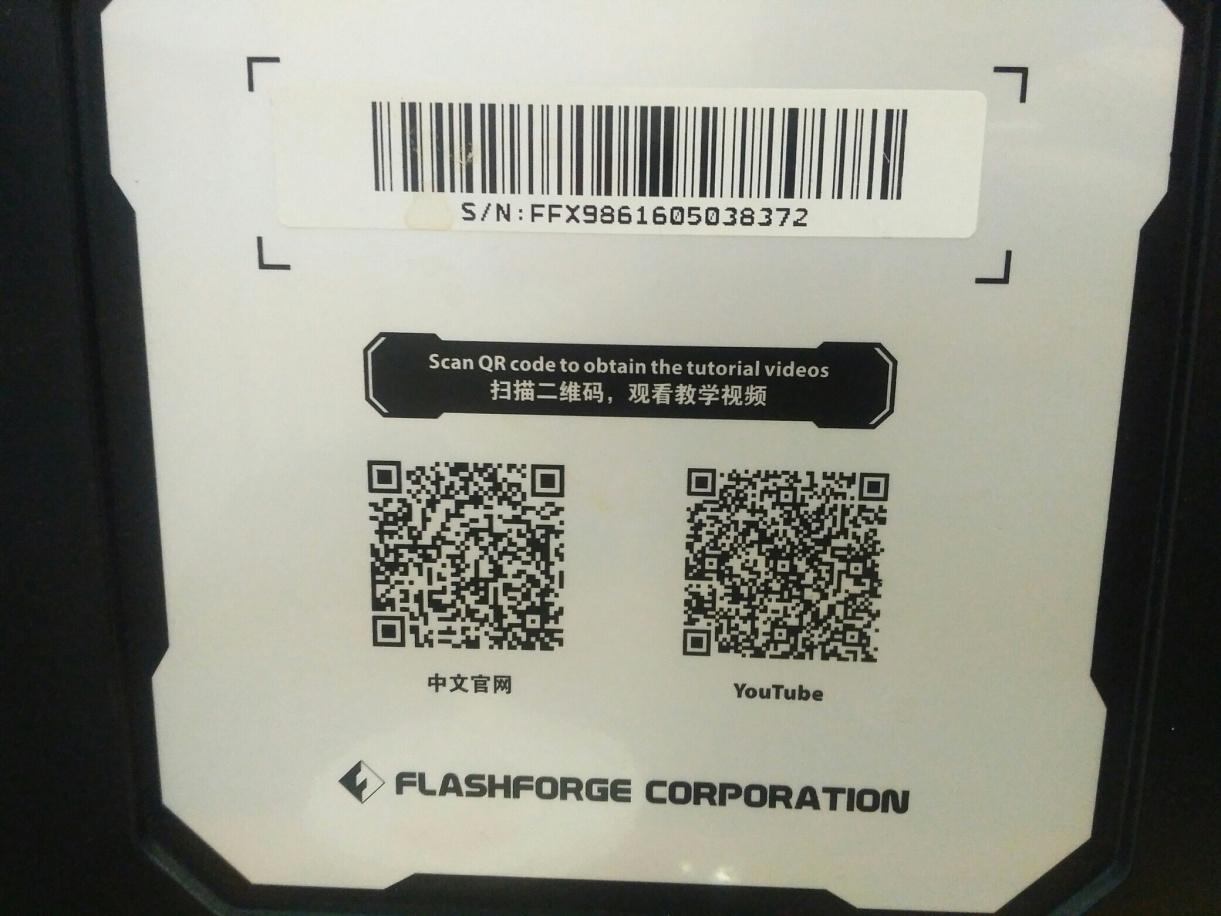 S/N:FFX9861605038372
Scan QR code to obtain the tutorial videos
扫描二维码，观看教学视频
中文官网
YouTube
FLASHFORGE CORPORATION